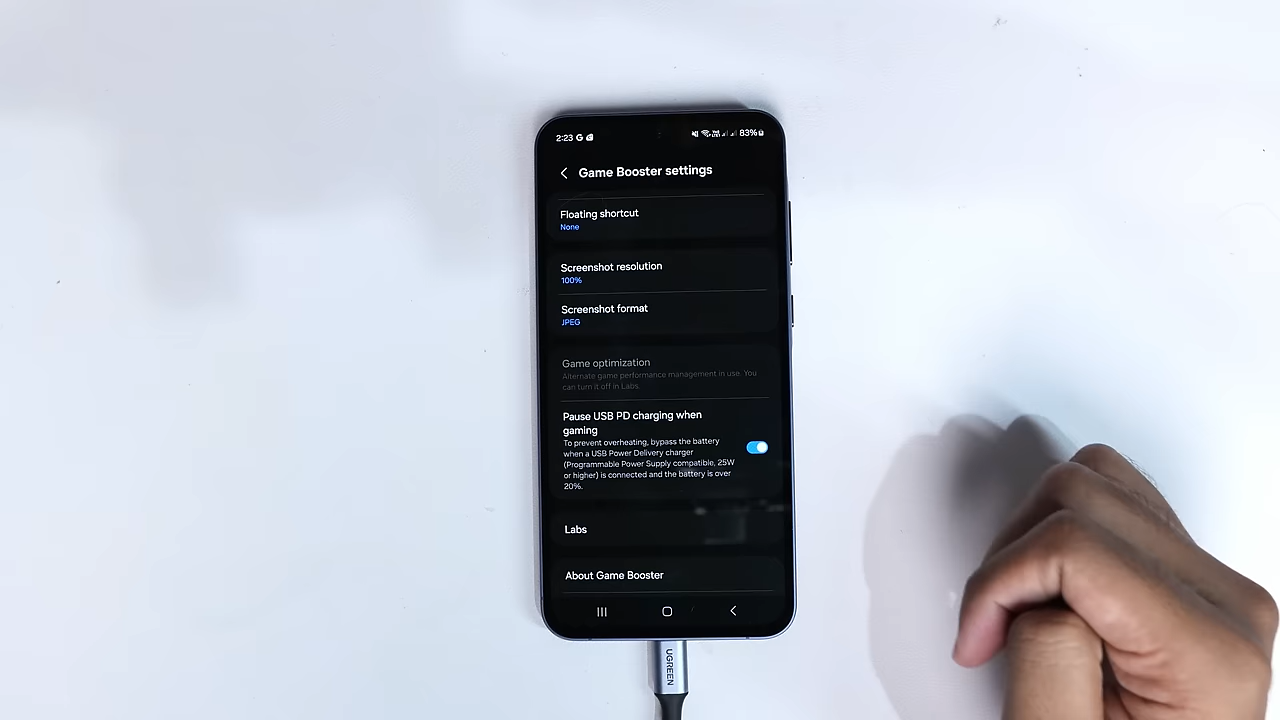 2:23 G 83%
Game Booster settings
Floating shortcut
None
Screenshot resolution
100%
Screenshot format
JPEG
Game optimization
Alternate game performance management in use. You
can turn it off in Labs.
Pause USB PD charging when
gaming
To prevent overheating, bypass the battery
when a USB Power Delivery charger
(Programmable Power Supply compatible, 25W
or higher) is connected and the battery is over
20%.
Labs
About Game Booster
UGREEN